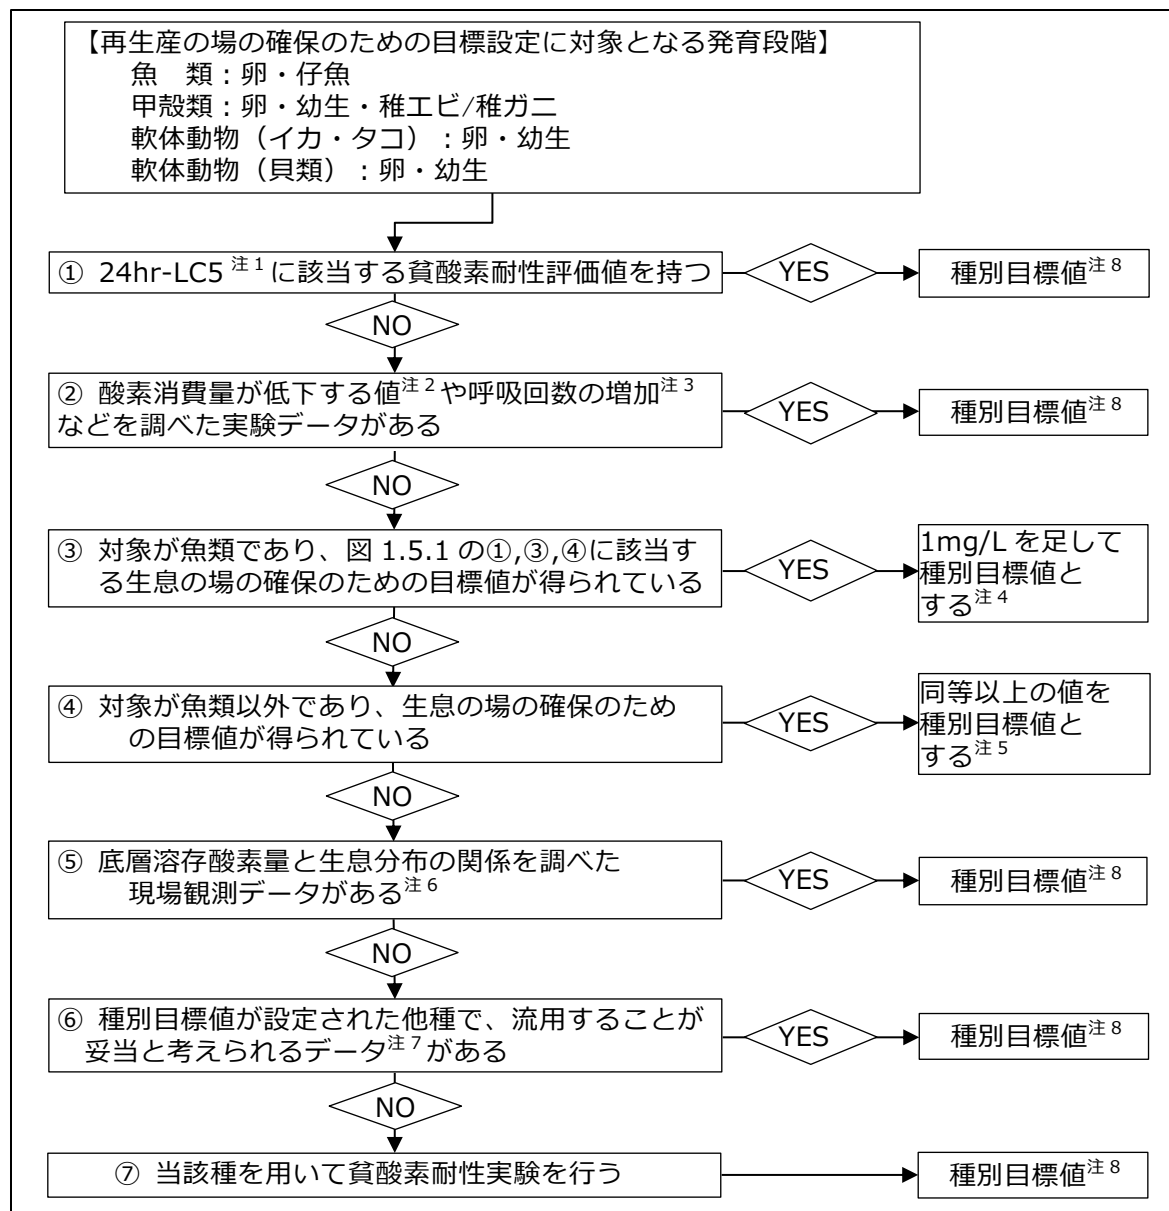 【再生産の場の確保のための目標設定に対象となる発育段階】
魚　類：卵・仔魚
甲殻類：卵・幼生・稚エビ/稚ガニ
軟体動物（イカ・タコ）：卵・幼生
軟体動物（貝類）：卵・幼生
① 24hr-LC5 注1 に該当する貧酸素耐性評価値を持つ
YES
種別目標値注8
NO
② 酸素消費量が低下する値注2や呼吸回数の増加注3
などを調べた実験データがある
YES
種別目標値注8
NO
③ 対象が魚類であり、図 1.5.1 の①,③,④に該当す
る生息の場の確保のための目標値が得られている
YES
1mg/L を足して
種別目標値と
する注4
NO
④ 対象が魚類以外であり、生息の場の確保のため
の目標値が得られている
YES
同等以上の値を
種別目標値と
する注5
NO
⑤ 底層溶存酸素量と生息分布の関係を調べた
現場観測データがある注6
YES
種別目標値注8
NO
⑥ 種別目標値が設定された他種で、流用することが
妥当と考えられるデータ注7がある
YES
種別目標値注8
NO
⑦ 当該種を用いて貧酸素耐性実験を行う
種別目標値注8